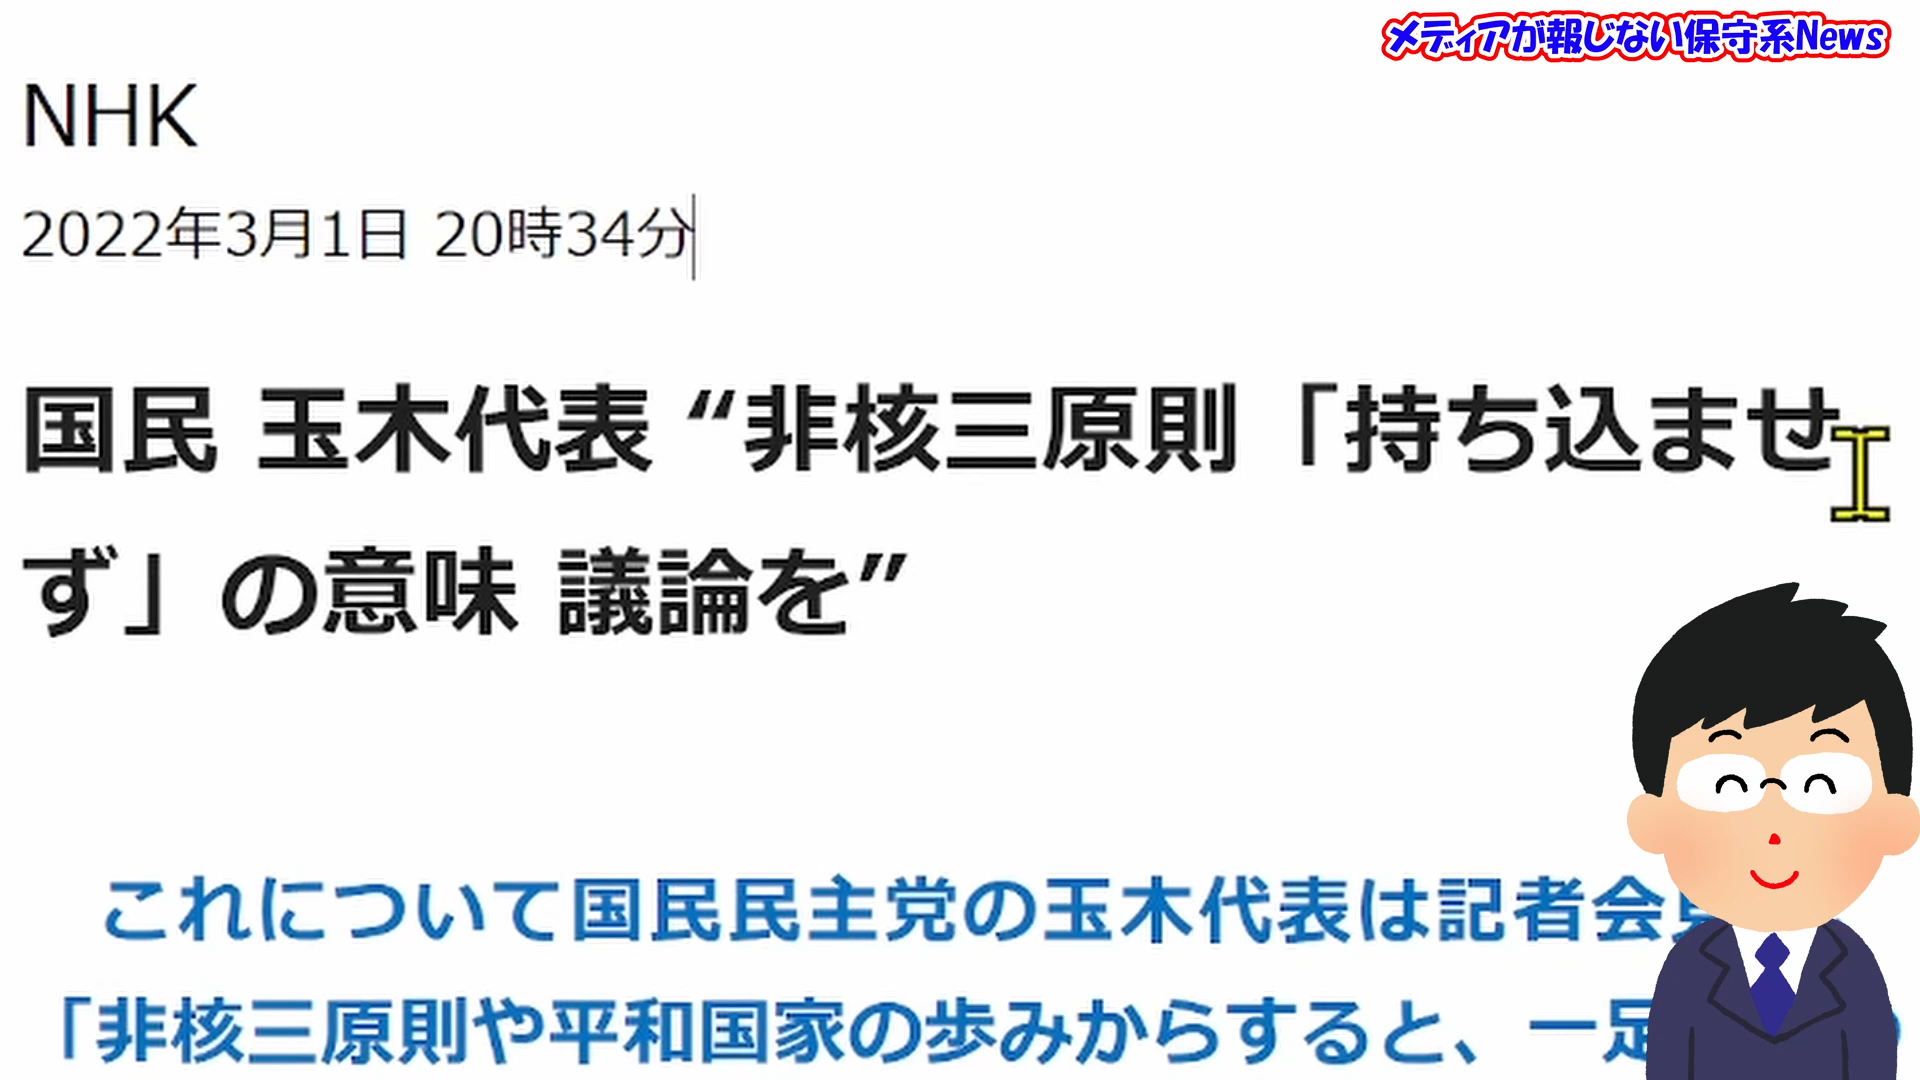 メディアが報じない保守系News
NHK
2022年3月1日 20時34分
国民 玉木代表 “非核三原則「持ち込ませ
ず」の意味 議論を”
これについて国民民主党の玉木代表は記者会見
「非核三原則や平和国家の歩みからすると、一足